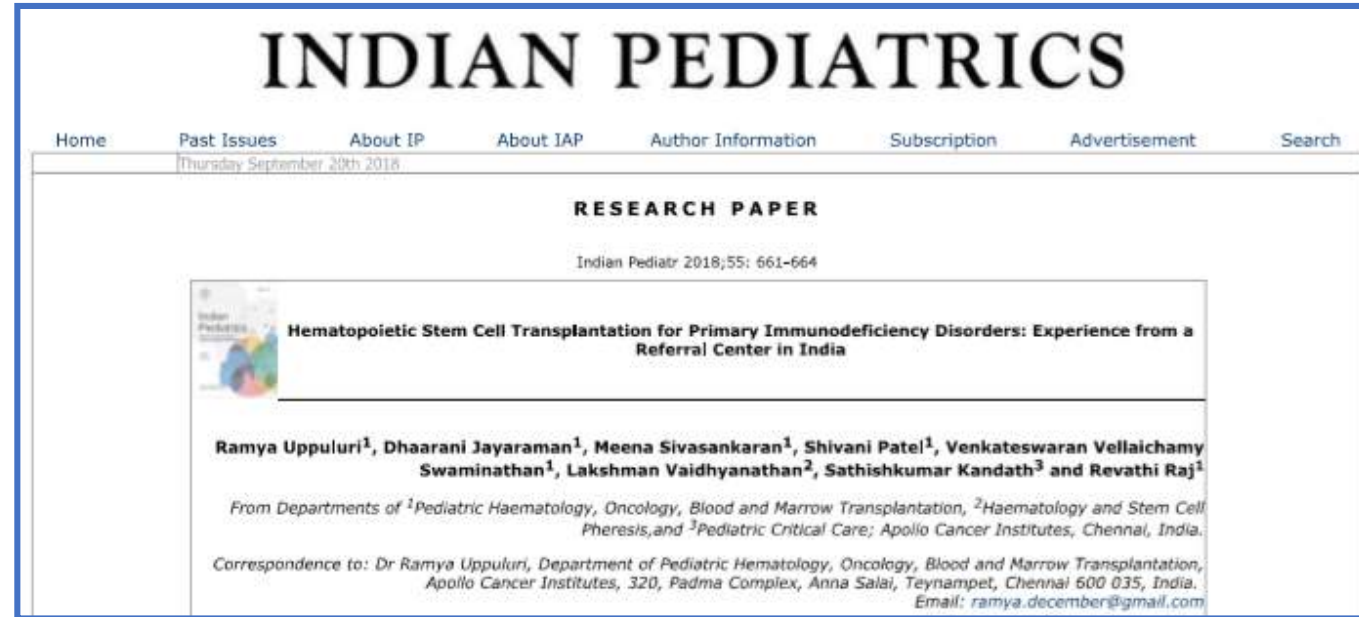 INDIAN PEDIATRICS
Home Past Issues About IP About IAP Author Information Subscription Advertisement Search
Thursday September 20th 2018
RESEARCH PAPER
Indian Pediatr 2018;55: 661-664
Indian
Pediatrics
Hematopoietic Stem Cell Transplantation for Primary Immunodeficiency Disorders: Experience from a
Referral Center in India
Ramya Uppuluri1, Dhaarani Jayaraman1, Meena Sivasankaran1, Shivani Patel1, Venkateswaran Vellaichamy
Swaminathan1, Lakshman Vaidhyanathan2, Sathishkumar Kandath3 and Revathi Raj1
From Departments of 1Pediatric Haematology, Oncology, Blood and Marrow Transplantation, 2Haematology and Stem Cell
Pheresis,and 3Pediatric Critical Care; Apollo Cancer Institutes, Chennai, India.
Correspondence to: Dr Ramya Uppuluri, Department of Pediatric Hematology, Oncology, Blood and Marrow Transplantation,
Apollo Cancer Institutes, 320, Padma Complex, Anna Salai, Teynampet, Chennai 600 035, India.
Email: ramya.december@gmail.com